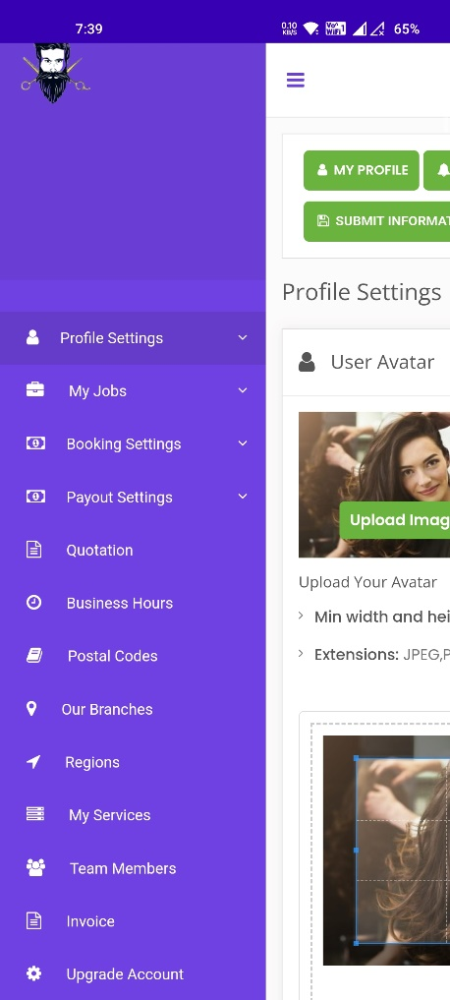 7:39
0.10
KB/S
Vo
WiFi
65%
MY PROFILE
SUBMIT INFORMAT
Profile Settings
User Avatar
Upload Imag
Upload Your Avatar
Min width and hei
Extensions: JPEG,P
Profile Settings
My Jobs
Booking Settings
Payout Settings
Quotation
Business Hours
Postal Codes
Our Branches
Regions
My Services
Team Members
Invoice
Upgrade Account